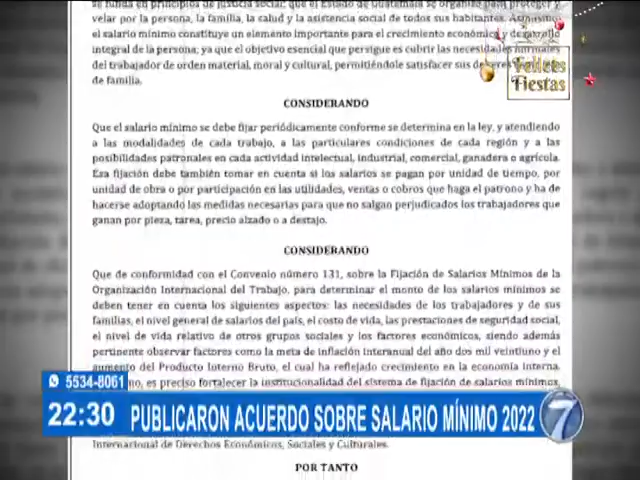 se funda en principios de justicia social; que el Estado de Guatemala se organiza para proteger y
velar por la persona, la familia, la salud y la asistencia social de todos sus habitantes. Asimismo,
el salario mínimo constituye un elemento importante para el crecimiento económico y desarrollo
integral de la persona; ya que el objetivo esencial que persigue es cubrir las necesidades normales
del trabajador de orden material, moral y cultural, permitiéndole satisfacer sus deberes
de familia.
Felices
Fiestas
CONSIDERANDO
Que el salario mínimo se debe fijar periódicamente conforme se determina en la ley, y atendiendo
a las modalidades de cada trabajo, a las particulares condiciones de cada región y a las
posibilidades patronales en cada actividad intelectual, industrial, comercial, ganadera o agrícola.
Esa fijación debe también tomar en cuenta si los salarios se pagan por unidad de tiempo, por
unidad de obra o por participación en las utilidades, ventas o cobros que haga el patrono y ha de
hacerse adoptando las medidas necesarias para que no salgan perjudicados los trabajadores que
ganan por pieza, tarea, precio alzado o a destajo.
CONSIDERANDO
Que de conformidad con el Convenio número 131, sobre la Fijación de Salarios Mínimos de la
Organización Internacional del Trabajo, para determinar el monto de los salarios mínimos se
deben tener en cuenta los siguientes aspectos: las necesidades de los trabajadores y de sus
familias, el nivel general de salarios del país, el costo de vida, las prestaciones de seguridad social,
el nivel de vida relativo de otros grupos sociales y los factores económicos, siendo además
pertinente observar factores como la meta de inflación interanual del año dos mil veintiuno y el
aumento del Producto Interno Bruto, el cual ha reflejado crecimiento en la economía interna.
es preciso fortalecer la institucionalidad del sistema de fijación de salarios mínimos,
5534-8061
22:30 PUBLICARON ACUERDO SOBRE SALARIO MÍNIMO 2022 7
Internacional de Derechos Económicos, Sociales y Culturales.
POR TANTO